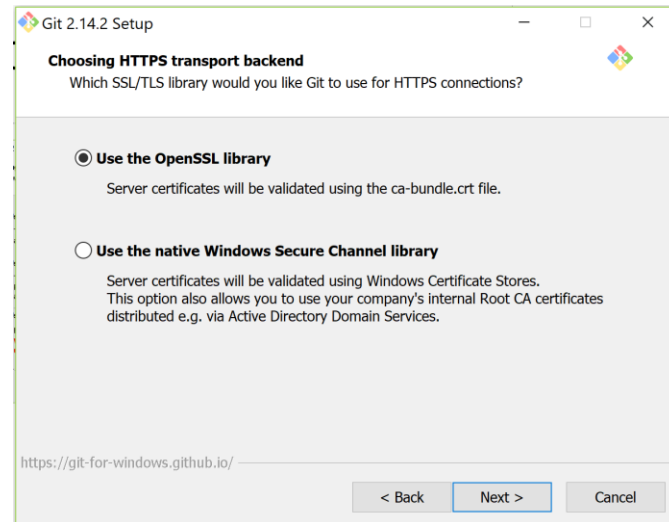 Git 2.14.2 Setup
Choosing HTTPS transport backend
Which SSL/TLS library would you like Git to use for HTTPS connections?
Use the OpenSSL library
Server certificates will be validated using the ca-bundle.crt file.
Use the native Windows Secure Channel library
Server certificates will be validated using Windows Certificate Stores.
This option also allows you to use your company's internal Root CA certificates
distributed e.g. via Active Directory Domain Services.
https://git-for-windows.github.io/
< Back Next > Cancel